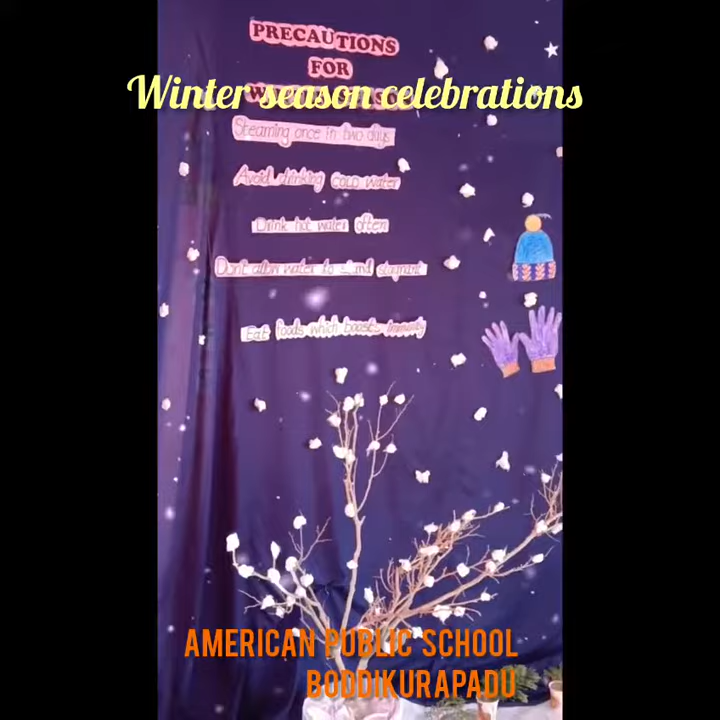 PRECAUTIONS
FOR
Winter season celebrations
Steaming once in two days
Avoid drinking cold water
Drink hot water often
Don't allow water to stand stagnant
Eat foods which boosts immunity
AMERICAN PUBLIC SCHOOL
BODDIKURAPADU